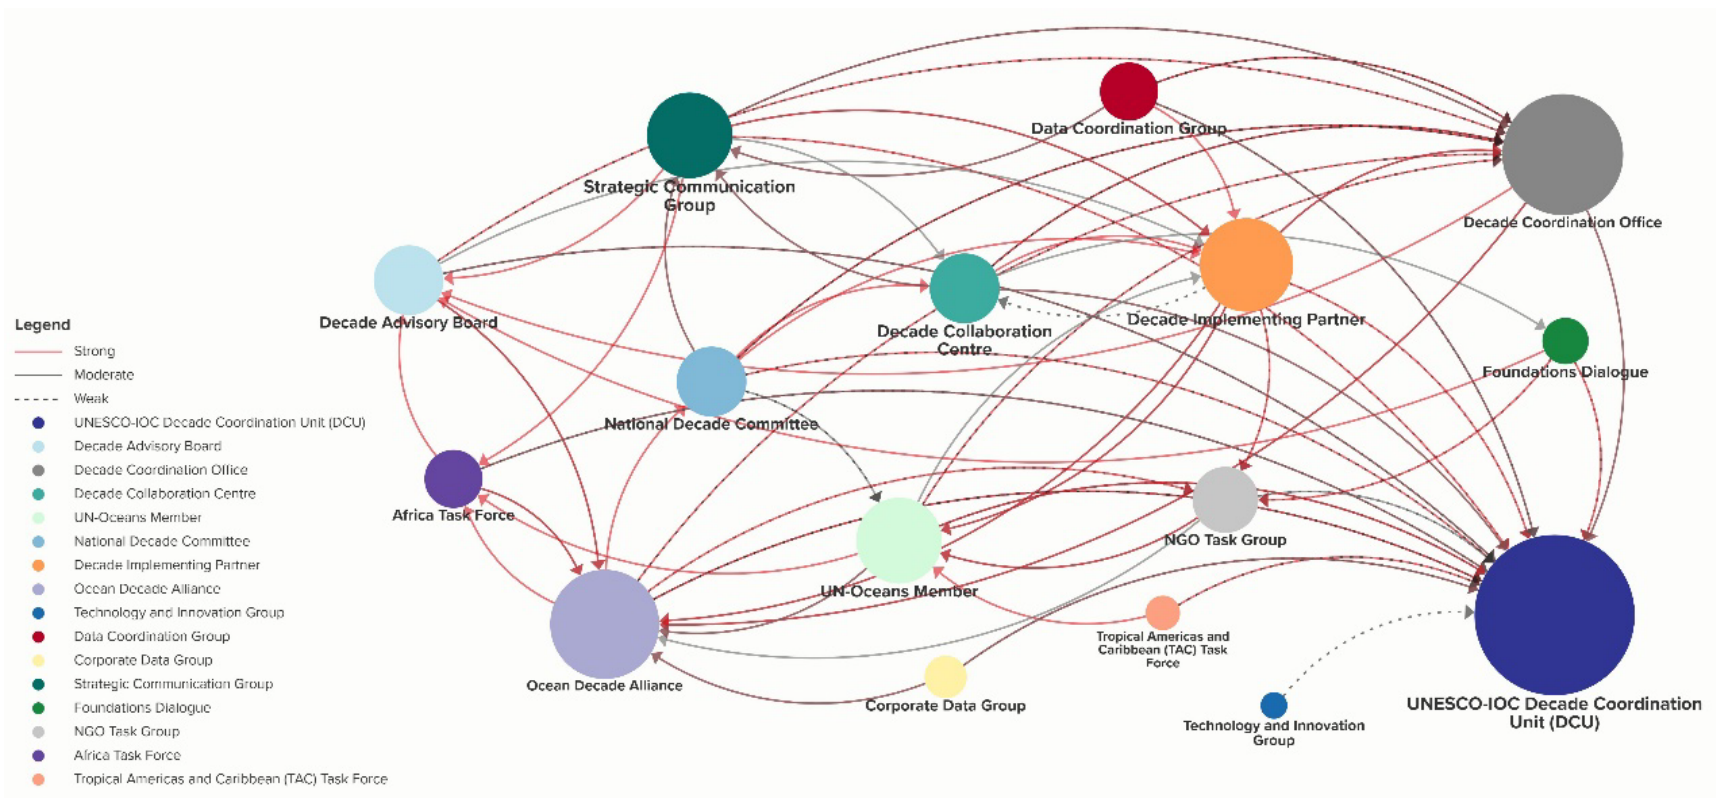 Strategic Communication
Group
Data Coordination Group
Decade Coordination Office
Decade Advisory Board
Decade Collaboration
Centre
Decade Implementing Partner
Foundations Dialogue
National Decade Committee
Africa Task Force
NGO Task Group
UN-Oceans Member
Ocean Decade Alliance
Corporate Data Group
Tropical Americas and
Caribbean (TAC) Task
Force
Technology and Innovation
Group
UNESCO-IOC Decade Coordination
Unit (DCU)
Legend
Strong
Moderate
Weak
UNESCO-IOC Decade Coordination Unit (DCU)
Decade Advisory Board
Decade Coordination Office
Decade Collaboration Centre
UN-Oceans Member
National Decade Committee
Decade Implementing Partner
Ocean Decade Alliance
Technology and Innovation Group
Data Coordination Group
Corporate Data Group
Strategic Communication Group
Foundations Dialogue
NGO Task Group
Africa Task Force
Tropical Americas and Caribbean (TAC) Task Force